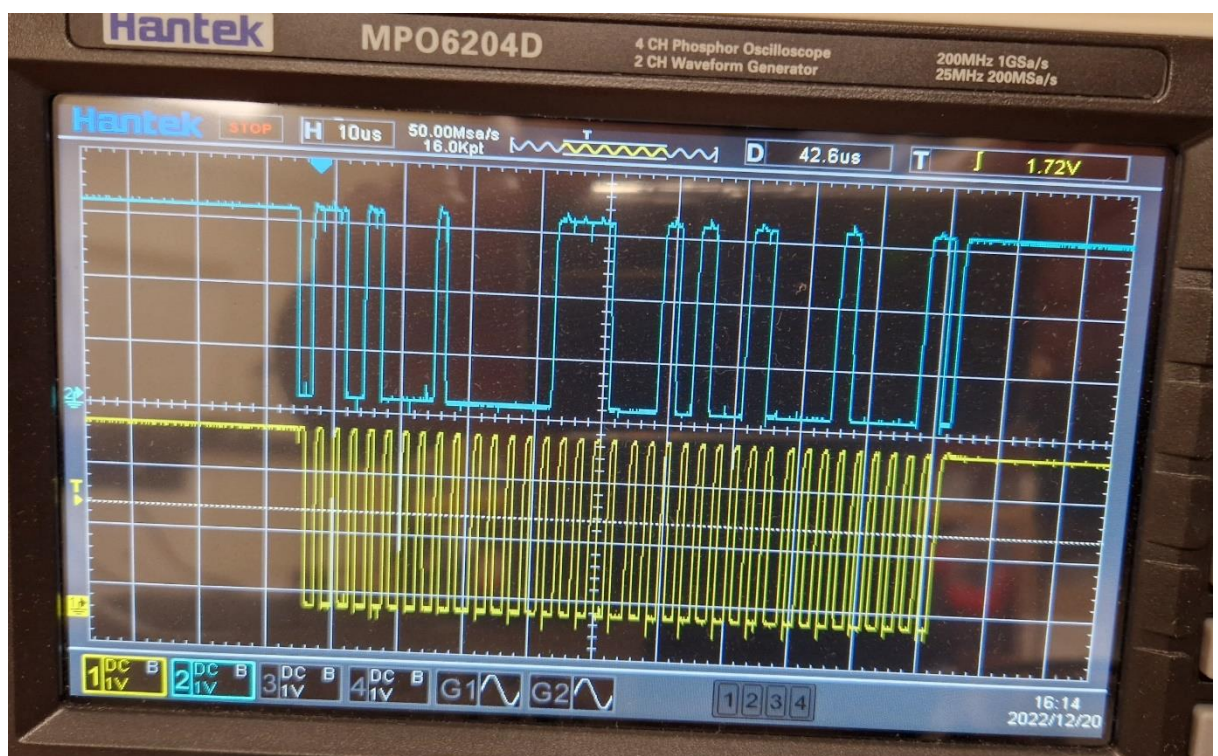 Hantek MPO6204D
4 CH Phosphor Oscilloscope
2 CH Waveform Generator
200MHz 1GSa/s
25MHz 200MSa/s
Hantek STOP H 10us 50.00Msa/s
16.0Kpt T D 42.6us T 1.72V
2
T
1
1 DC B
1V
2 DC B
1V
3 DC B
1V
4 DC B
1V
G1 G2 1 2 3 4
16:14
2022/12/20